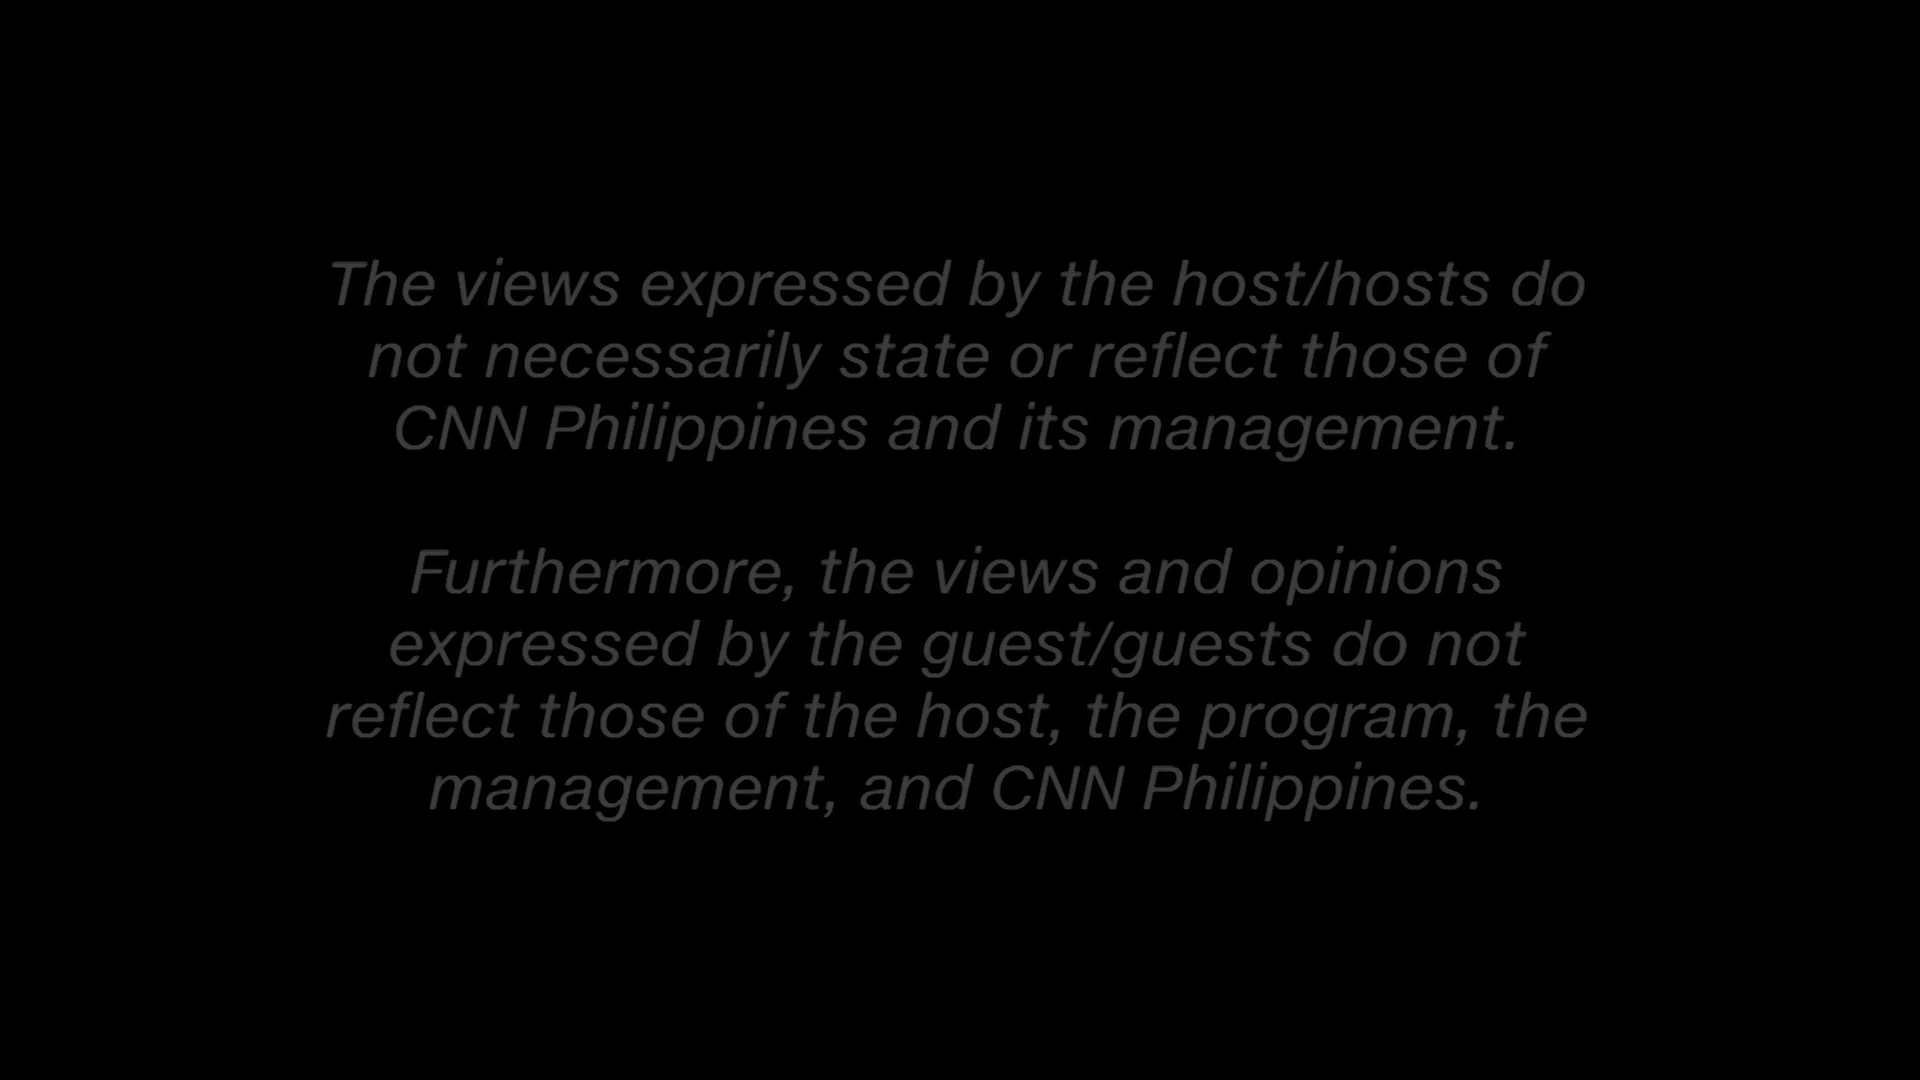 The views expressed by the host/hosts do
not necessarily state or reflect those of
CNN Philippines and its management.
Furthermore, the views and opinions
expressed by the guest/guests do not
reflect those of the host, the program, the
management, and CNN Philippines.